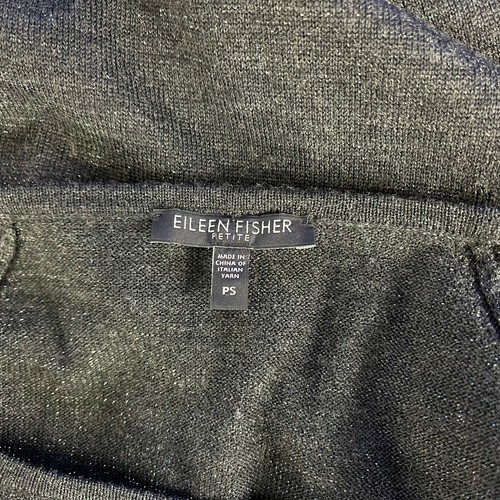 EILEEN FISHER
PETITE
MADE IN
CHINA OF
ITALIAN
YARN
PS